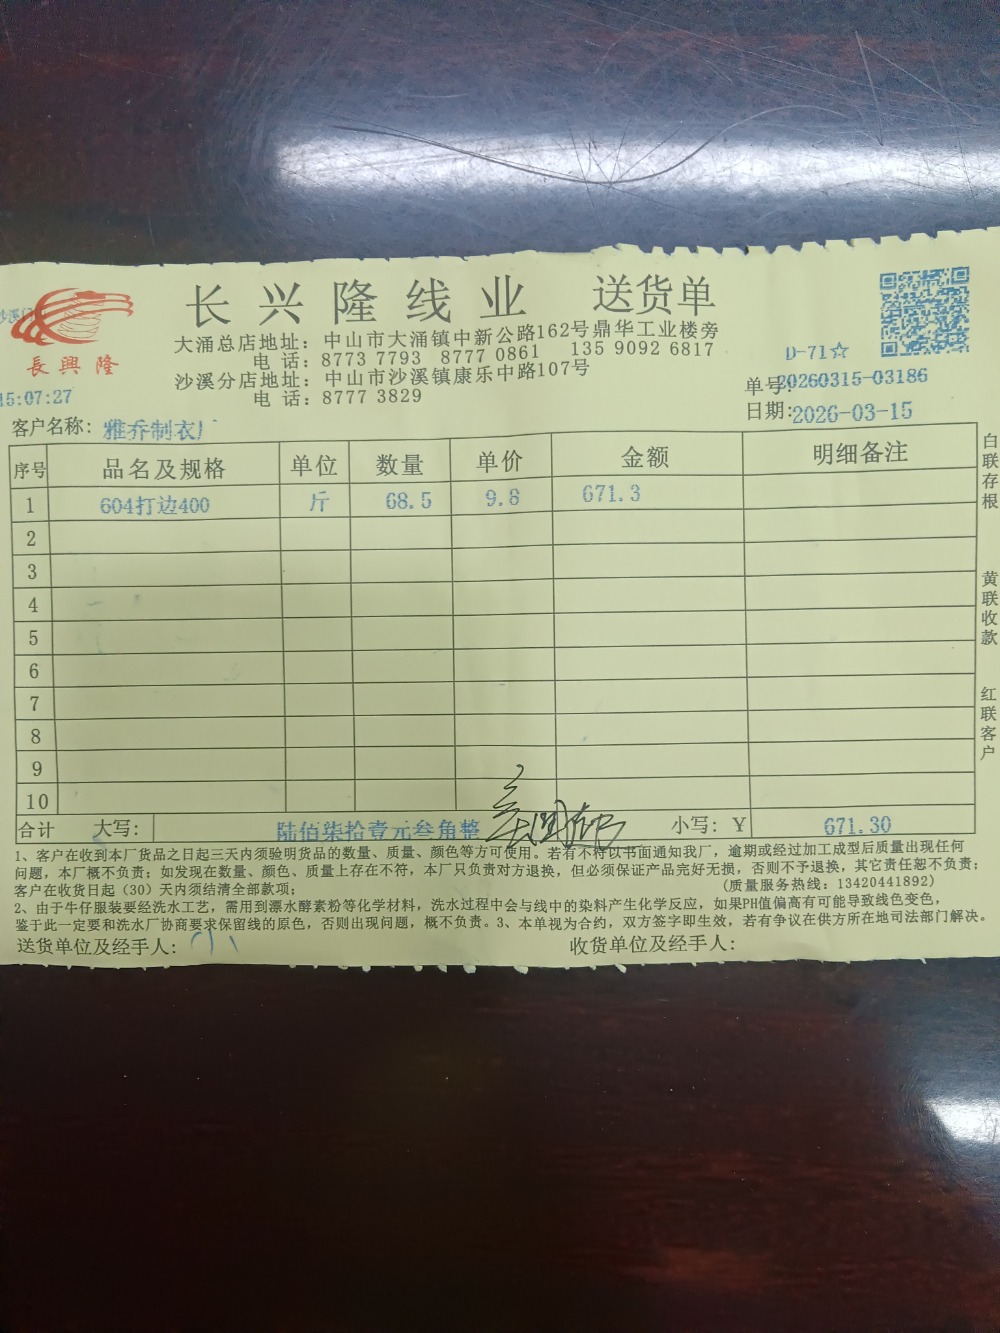 长兴隆线业 送货单
長興隆
大涌总店地址：中山市大涌镇中新公路162号鼎华工业楼旁
电 话：8773 7793 8777 0861 135 9092 6817
沙溪分店地址：中山市沙溪镇康乐中路107号
电 话：8777 3829
D-71☆
单号：20260315-03186
日期：2026-03-15
15:07:27
客户名称：雅乔制衣厂
序号 品名及规格 单位 数量 单价 金额 明细备注
1 604打边400 斤 68.5 9.8 671.3
2
3
4
5
6
7
8
9
10
合计 大写：陆佰柒拾壹元叁角整 小写：￥ 671.30
白联存根
黄联收款
红联客户
1、客户在收到本厂货品之日起三天内须验明货品的数量、质量、颜色等方可使用。若有不符以书面通知我厂，逾期或经过加工成型后质量出现任何
问题，本厂概不负责；如发现在数量、颜色、质量上存在不符，本厂只负责对方退换，但必须保证产品完好无损，否则不予退换，其它责任恕不负责；
客户在收货日起（30）天内须结清全部款项； （质量服务热线：13420441892）
2、由于牛仔服装要经洗水工艺，需用到漂水酵素粉等化学材料，洗水过程中会与线中的染料产生化学反应，如果PH值偏高有可能导致线色变色，
鉴于此一定要和洗水厂协商要求保留线的原色，否则出现问题，概不负责。3、本单视为合约，双方签字即生效，若有争议在供方所在地司法部门解决。
送货单位及经手人： 收货单位及经手人：